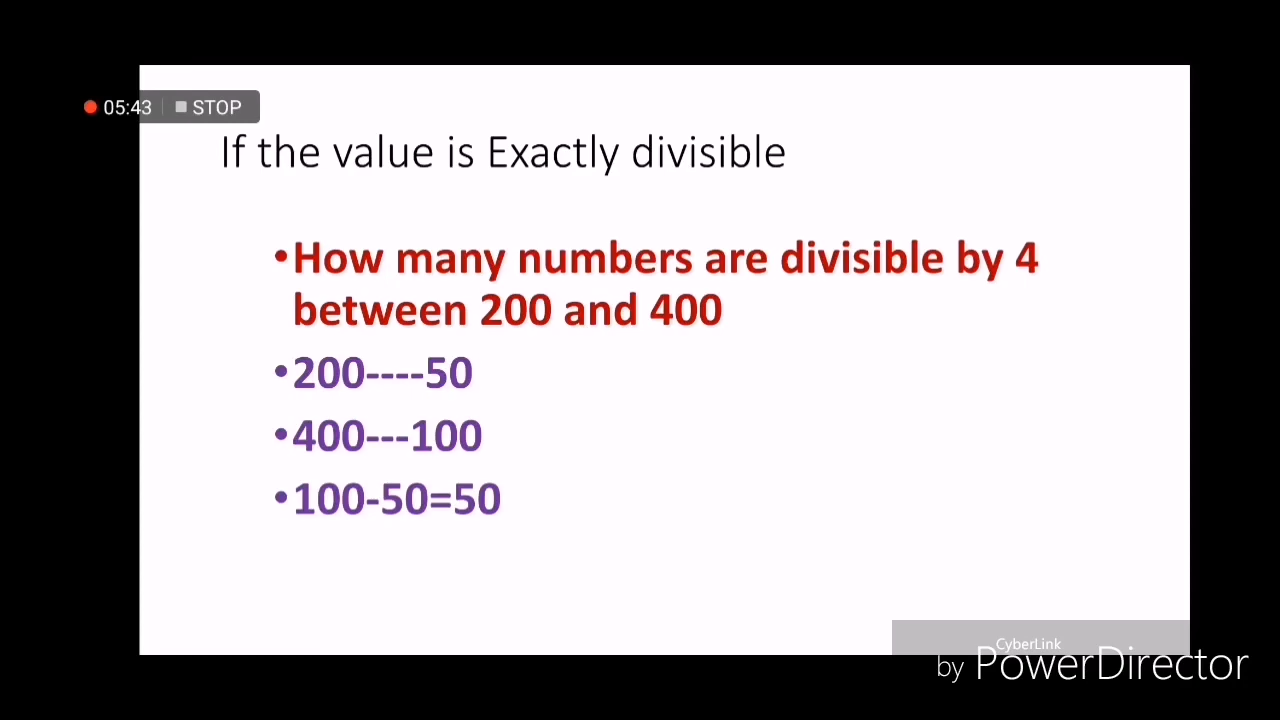 05:43 STOP
If the value is Exactly divisible
•How many numbers are divisible by 4
between 200 and 400
•200----50
•400---100
•100-50=50
CyberLink
by PowerDirector